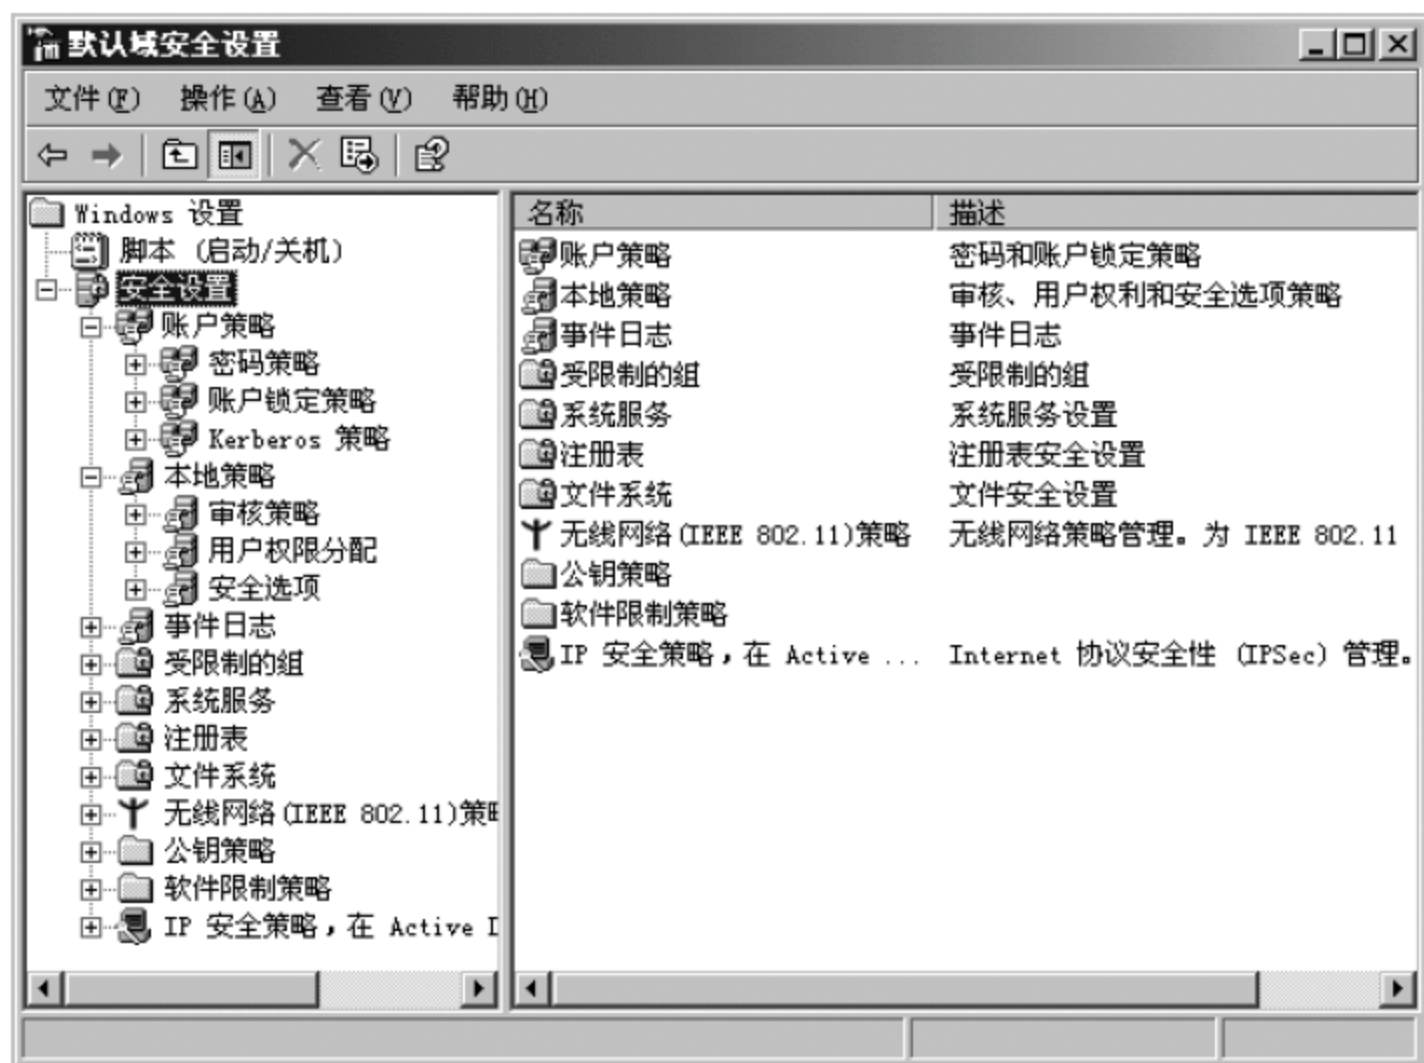 默认域安全设置
文件(F) 操作(A) 查看(V) 帮助(H)
Windows 设置
脚本 (启动/关机)
安全设置
账户策略
密码策略
账户锁定策略
Kerberos 策略
本地策略
审核策略
用户权限分配
安全选项
事件日志
受限制的组
系统服务
注册表
文件系统
无线网络(IEEE 802.11)策
公钥策略
软件限制策略
IP 安全策略，在 Active
名称 描述
账户策略 密码和账户锁定策略
本地策略 审核、用户权利和安全选项策略
事件日志 事件日志
受限制的组 受限制的组
系统服务 系统服务设置
注册表 注册表安全设置
文件系统 文件安全设置
无线网络(IEEE 802.11)策略 无线网络策略管理。为 IEEE 802.11
公钥策略
软件限制策略
IP 安全策略，在 Active ... Internet 协议安全性 (IPSec) 管理。